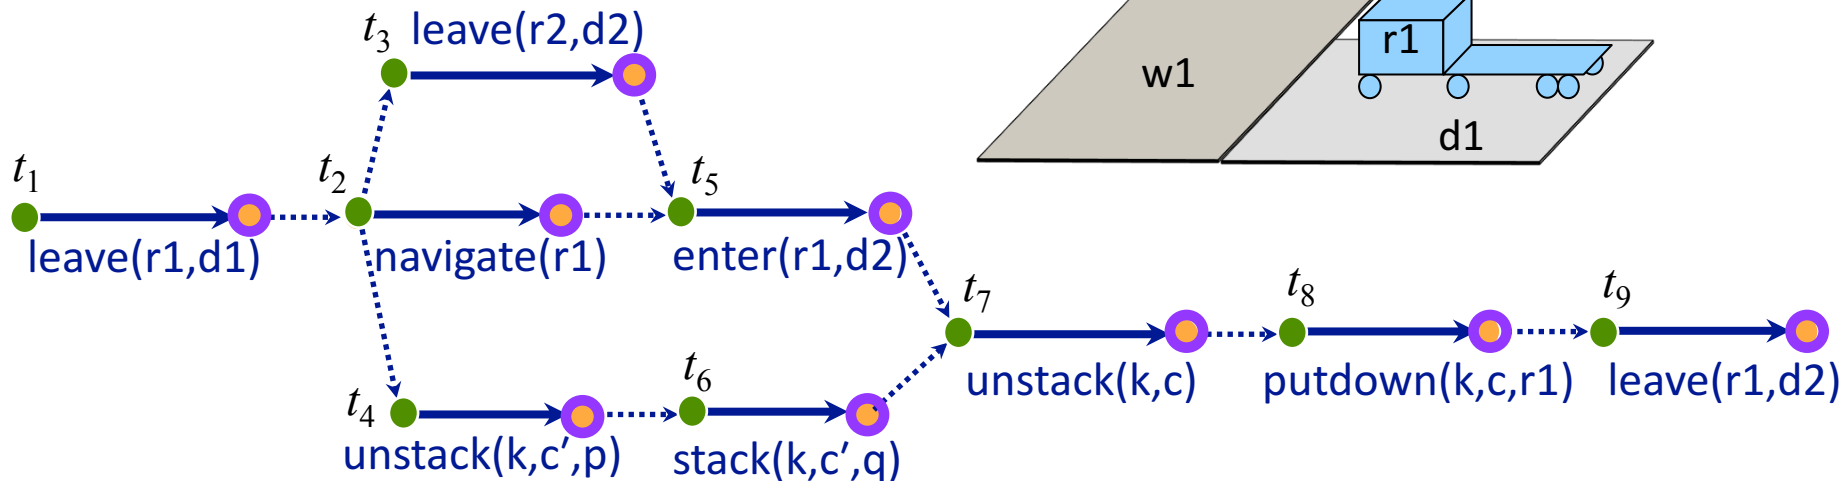 t₃ leave(r2,d2)
r1
w1
d1
t₁
t₂
t₅
leave(r1,d1)
navigate(r1)
enter(r1,d2)
t₇
t₈
t₉
t₄
t₆
unstack(k,c)
putdown(k,c,r1)
leave(r1,d2)
unstack(k,c′,p)
stack(k,c′,q)